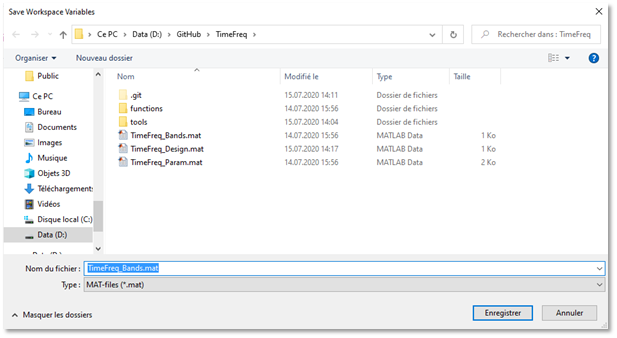 Save Workspace Variables
Ce PC > Data (D:) > GitHub > TimeFreq >
Rechercher dans : TimeFreq
Organiser Nouveau dossier
Public
Ce PC
Bureau
Documents
Images
Musique
Objets 3D
Téléchargements
Vidéos
Disque local (C:)
Data (D:)
Nom Modifié le Type Taille
.git 15.07.2020 14:11 Dossier de fichiers
functions 14.07.2020 15:56 Dossier de fichiers
tools 15.07.2020 14:04 Dossier de fichiers
TimeFreq_Bands.mat 14.07.2020 15:56 MATLAB Data 1 Ko
TimeFreq_Design.mat 15.07.2020 14:17 MATLAB Data 1 Ko
TimeFreq_Param.mat 14.07.2020 15:56 MATLAB Data 2 Ko
Nom du fichier : TimeFreq_Bands.mat
Type : MAT-files (*.mat)
Masquer les dossiers
Enregistrer Annuler